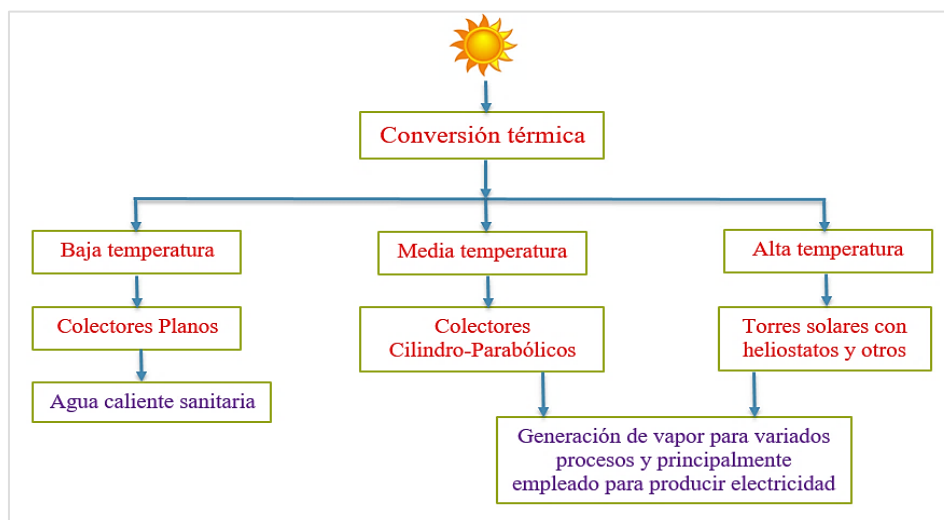 Conversión térmica
Baja temperatura
Media temperatura
Alta temperatura
Colectores Planos
Colectores
Cilindro-Parabólicos
Torres solares con
heliostatos y otros
Agua caliente sanitaria
Generación de vapor para variados
procesos y principalmente
empleado para producir electricidad